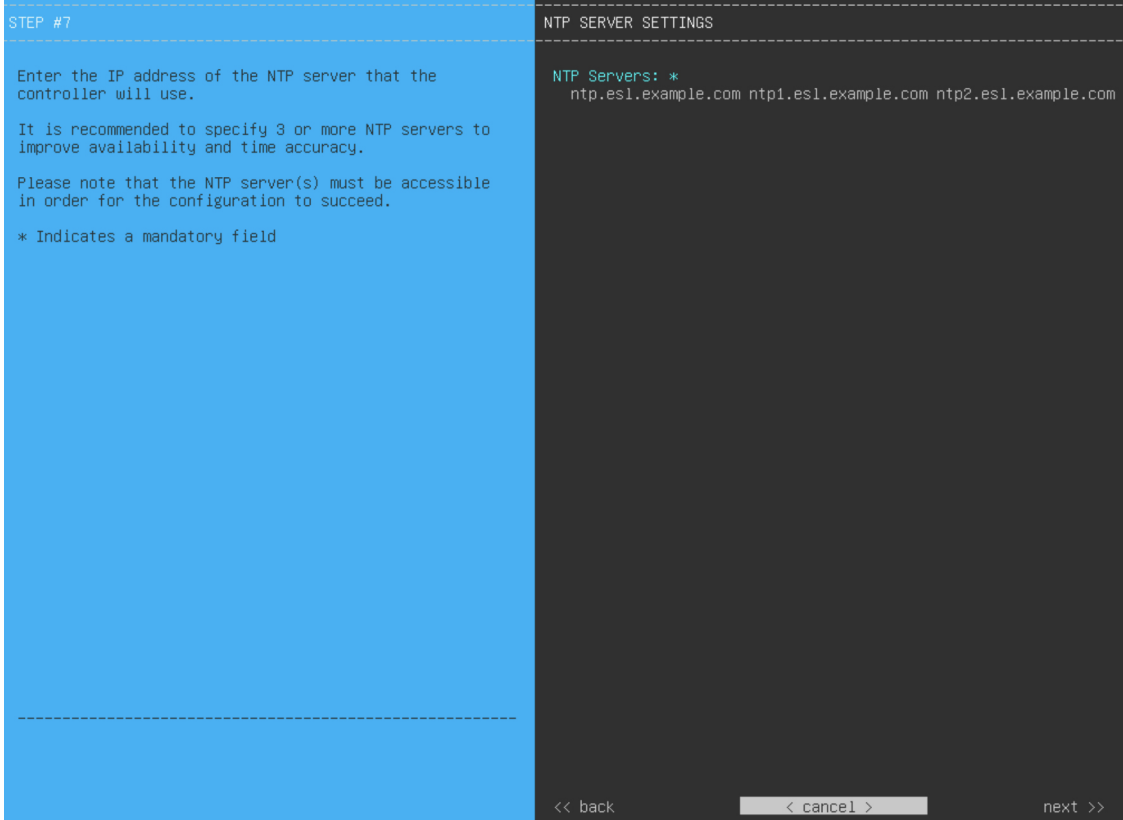 STEP #7
Enter the IP address of the NTP server that the
controller will use.
It is recommended to specify 3 or more NTP servers to
improve availability and time accuracy.
Please note that the NTP server(s) must be accessible
in order for the configuration to succeed.
* Indicates a mandatory field
NTP SERVER SETTINGS
NTP Servers: *
ntp.esl.example.com ntp1.esl.example.com ntp2.esl.example.com
<< back < cancel > next >>